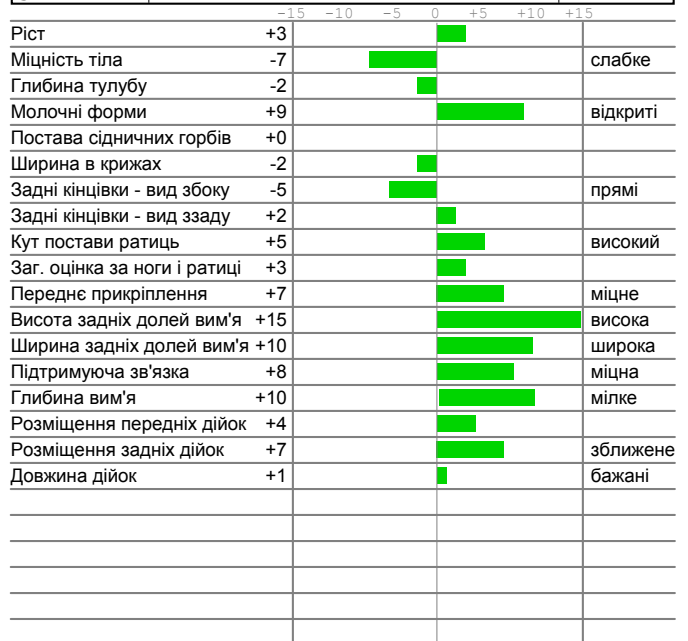 -15 -10 -5 0 +5 +10 +15
Ріст +3
Міцність тіла -7 слабке
Глибина тулубу -2
Молочні форми +9 відкриті
Постава сідничних горбів +0
Ширина в крижах -2
Задні кінцівки - вид збоку -5 прямі
Задні кінцівки - вид ззаду +2
Кут постави ратиць +5 високий
Заг. оцінка за ноги і ратиці +3
Переднє прикріплення +7 міцне
Висота задніх долей вим'я +15 висока
Ширина задніх долей вим'я +10 широка
Підтримуюча зв'язка +8 міцна
Глибина вим'я +10 мілке
Розміщення передніх дійок +4
Розміщення задніх дійок +7 зближене
Довжина дійок +1 бажані